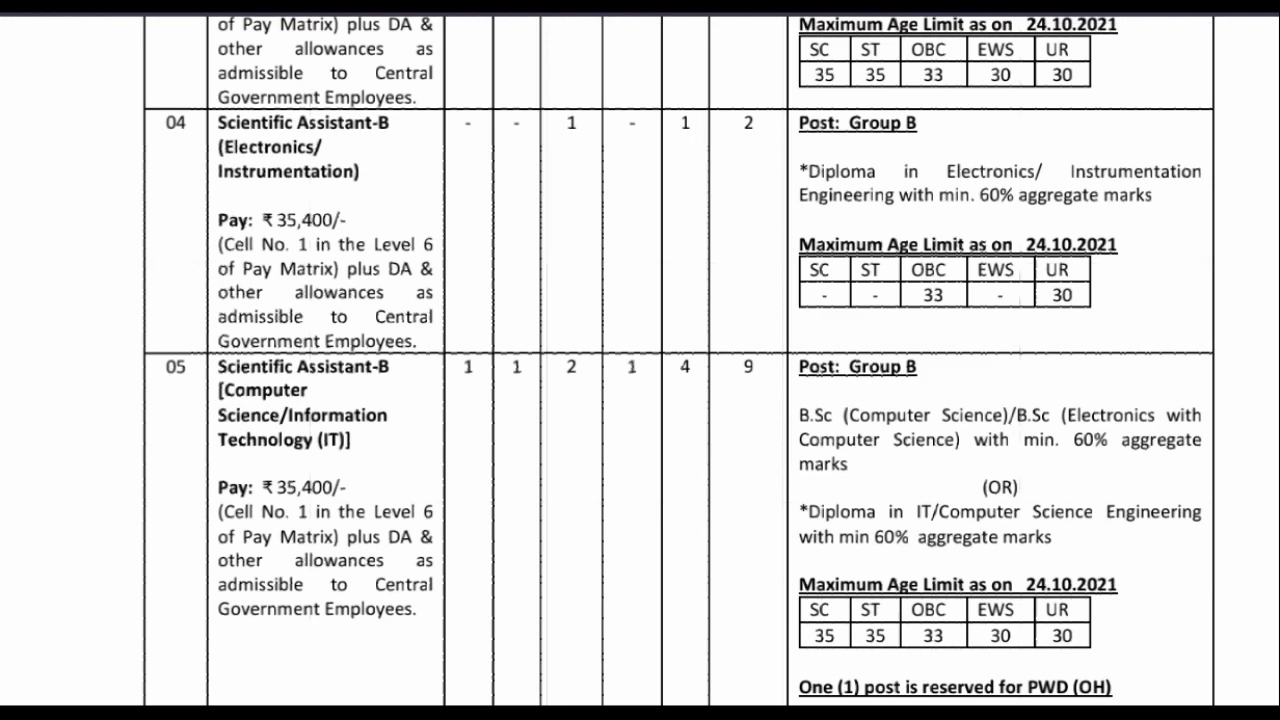 of Pay Matrix) plus DA &
other allowances as
admissible to Central
Government Employees.
Maximum Age Limit as on 24.10.2021
SC ST OBC EWS UR
35 35 33 30 30
04 Scientific Assistant-B - - 1 - 1 2
(Electronics/
Instrumentation)
Pay: ₹ 35,400/-
(Cell No. 1 in the Level 6
of Pay Matrix) plus DA &
other allowances as
admissible to Central
Government Employees.
Post: Group B
*Diploma in Electronics/ Instrumentation
Engineering with min. 60% aggregate marks
Maximum Age Limit as on 24.10.2021
SC ST OBC EWS UR
- - 33 - 30
05 Scientific Assistant-B 1 1 2 1 4 9
[Computer
Science/Information
Technology (IT)]
Pay: ₹ 35,400/-
(Cell No. 1 in the Level 6
of Pay Matrix) plus DA &
other allowances as
admissible to Central
Government Employees.
Post: Group B
B.Sc (Computer Science)/B.Sc (Electronics with
Computer Science) with min. 60% aggregate
marks
(OR)
*Diploma in IT/Computer Science Engineering
with min 60% aggregate marks
Maximum Age Limit as on 24.10.2021
SC ST OBC EWS UR
35 35 33 30 30
One (1) post is reserved for PWD (OH)